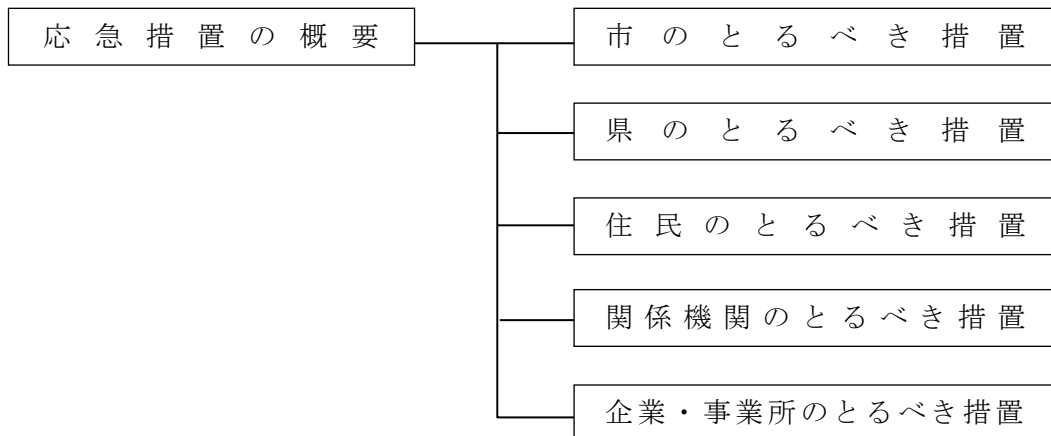 応急措置の概要
市のとるべき措置
県のとるべき措置
住民のとるべき措置
関係機関のとるべき措置
企業・事業所のとるべき措置